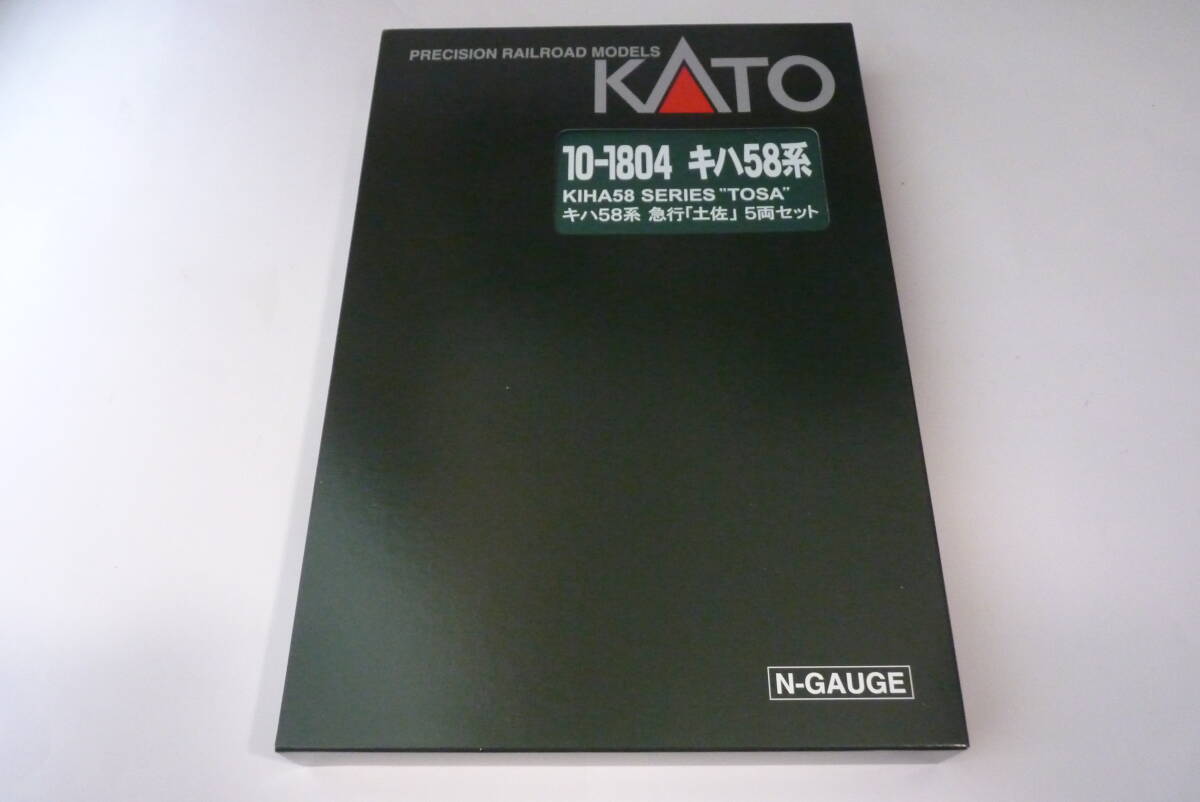 PRECISION RAILROAD MODELS
KATO
10-1804 キハ58系
KIHA58 SERIES "TOSA"
キハ58系 急行「土佐」 5両セット
N-GAUGE